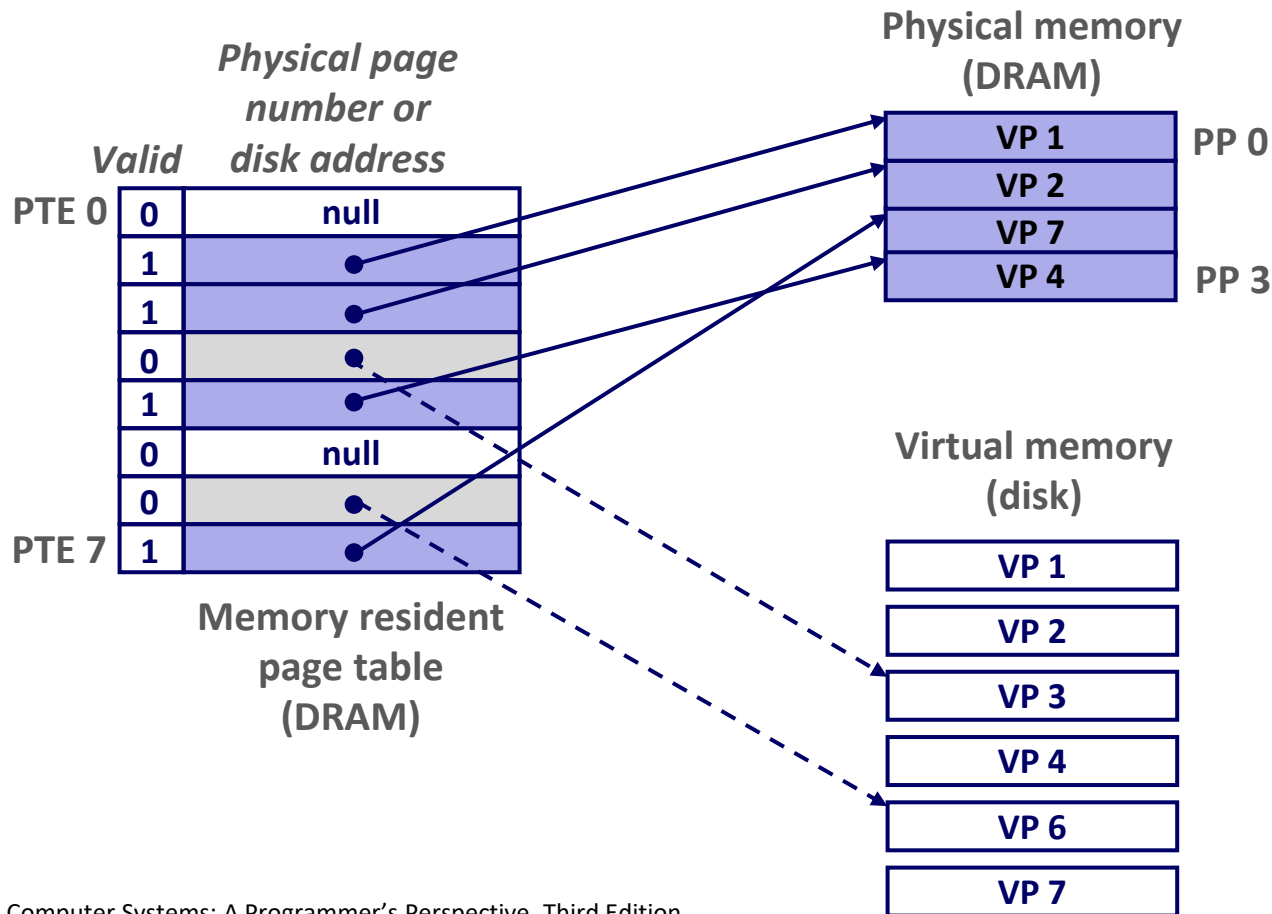 Physical page
number or
disk address
Valid
PTE 0
0
null
1
1
0
1
0
null
0
PTE 7
1
Memory resident
page table
(DRAM)
Physical memory
(DRAM)
VP 1
PP 0
VP 2
VP 7
VP 4
PP 3
Virtual memory
(disk)
VP 1
VP 2
VP 3
VP 4
VP 6
VP 7
Computer Systems: A Programmer's Perspective, Third Edition